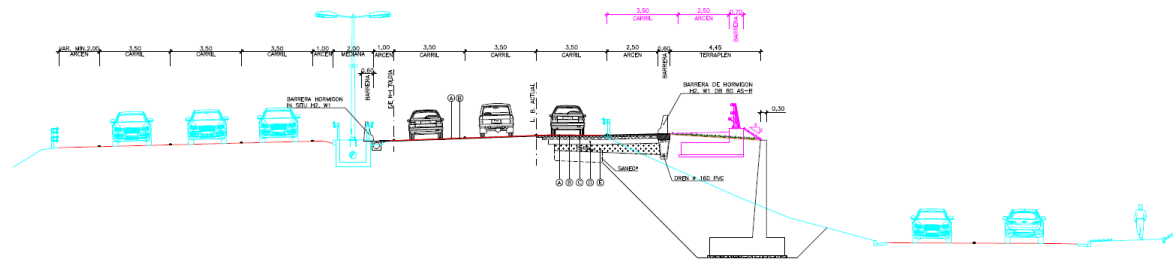 3,50
2,50
0,70
CARRIL
ARCEN
BARRERA
VAR. MIN.2,00
3,50
3,50
3,50
1,00
2,00
1,00
3,50
3,50
3,50
2,50
0,60
4,45
ARCEN
CARRIL
CARRIL
CARRIL
ARCEN
MEDIANA
ARCEN
CARRIL
CARRIL
CARRIL
ARCEN
BARRERA
TERRAPLEN
0,60
BARRERA
BARRERA HORMIGON
IN SITU H2, W1
A B
L. B. ACTUAL
BARRERA DE HORMIGON
H2, W1 DB 80 AS-R
0,30
SANEO*
DREN Ø 160 PVC
A B C D E